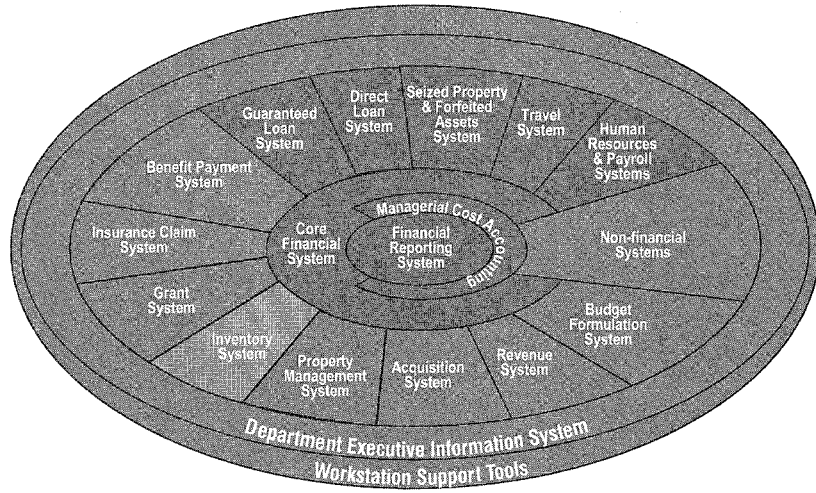 Seized Property
& Forfeited
Assets
System
Direct
Loan
System
Guaranteed
Loan
System
Travel
System
Human
Resources
& Payroll
Systems
Benefit Payment
System
Managerial Cost Accounting
Core
Financial
System
Financial
Reporting
System
Non-financial
Systems
Insurance Claim
System
Grant
System
Budget
Formulation
System
Inventory
System
Property
Management
System
Acquisition
System
Revenue
System
Department Executive Information System
Workstation Support Tools